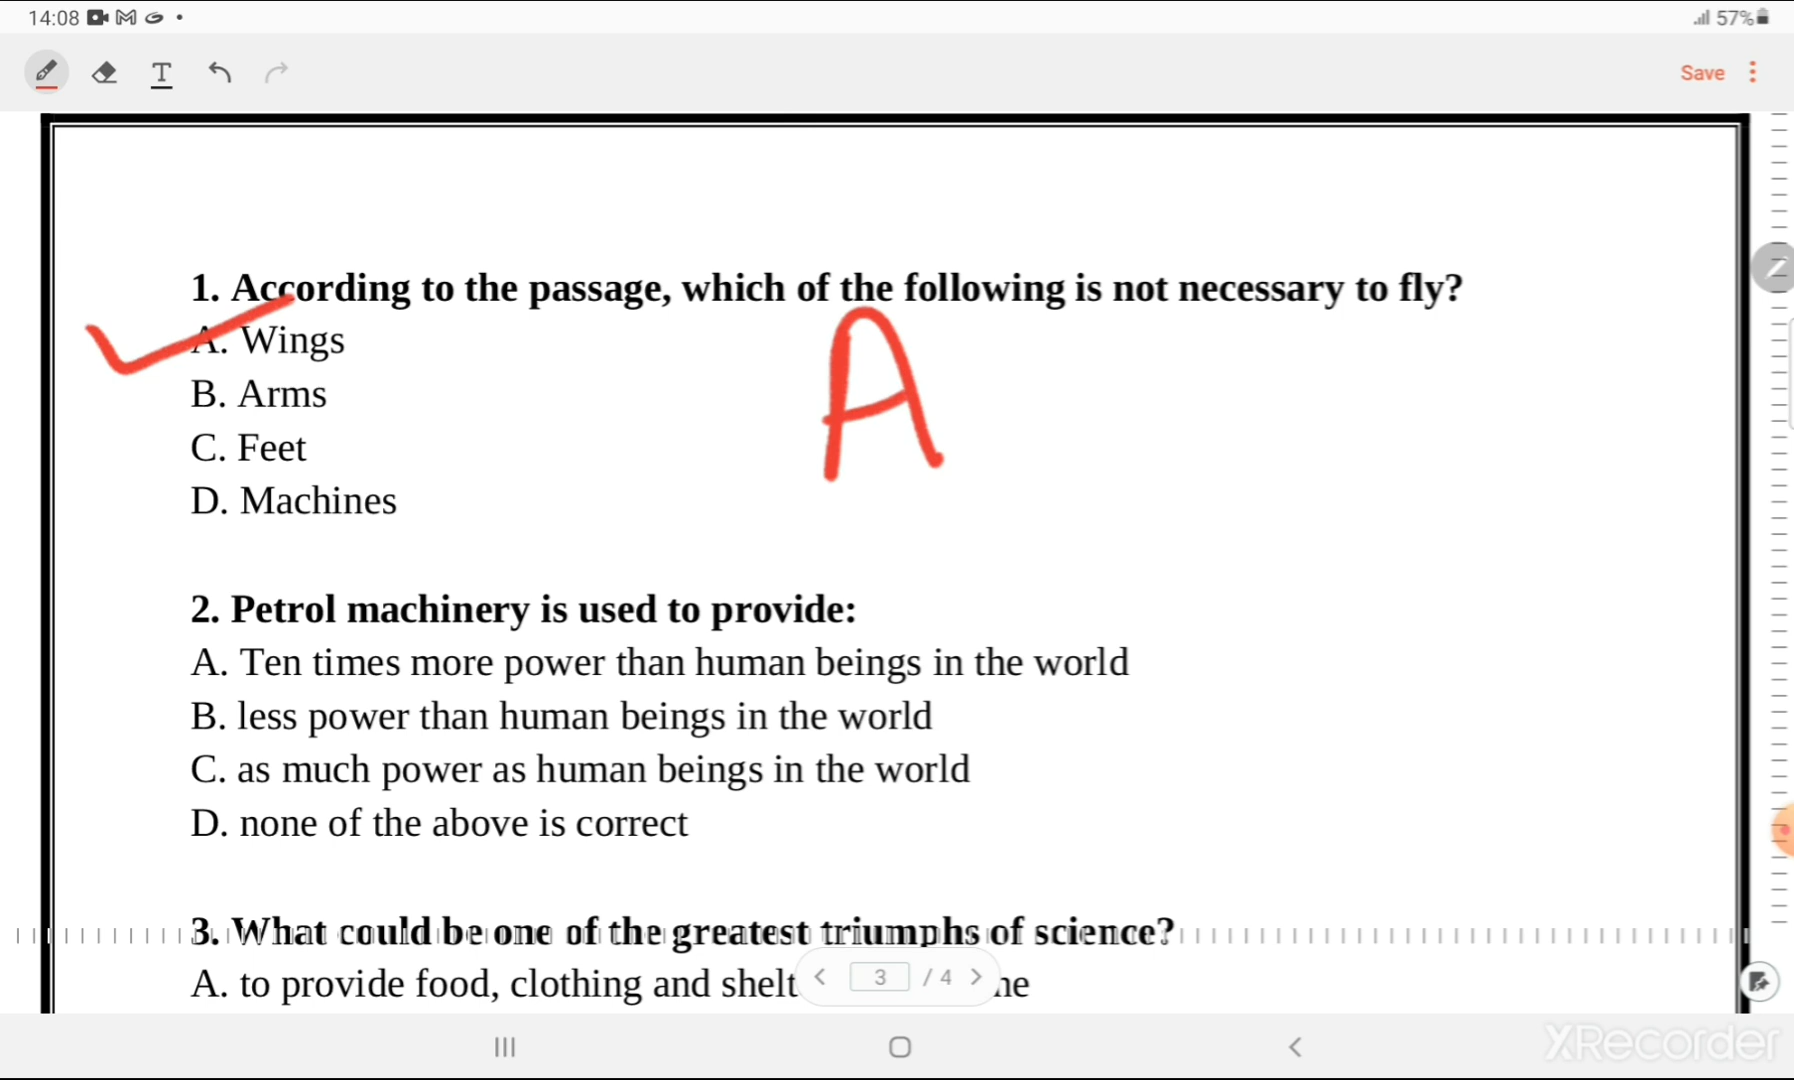 14:08
57%
Save
1. According to the passage, which of the following is not necessary to fly?
A. Wings
A
B. Arms
C. Feet
D. Machines
2. Petrol machinery is used to provide:
A. Ten times more power than human beings in the world
B. less power than human beings in the world
C. as much power as human beings in the world
D. none of the above is correct
3. What could be one of the greatest triumphs of science?
A. to provide food, clothing and
3 / 4
XRecorder